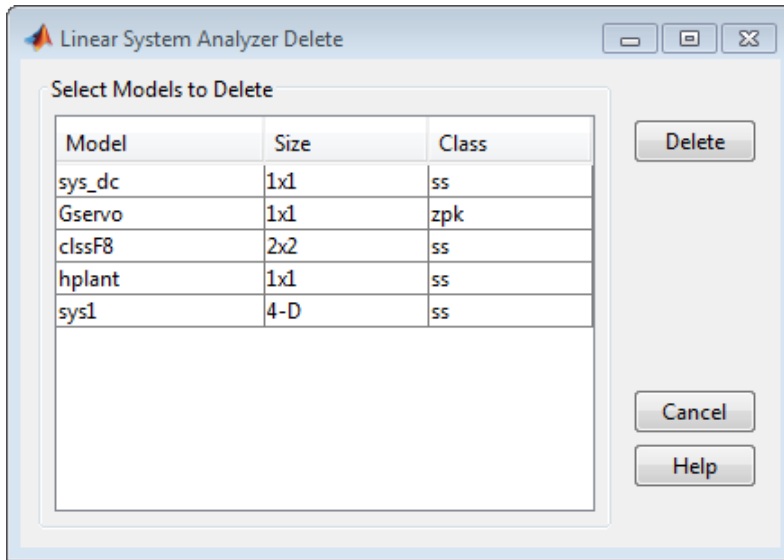 Linear System Analyzer Delete
Select Models to Delete
Model Size Class
sys_dc 1x1 ss
Gservo 1x1 zpk
clssF8 2x2 ss
hplant 1x1 ss
sys1 4-D ss
Delete
Cancel
Help